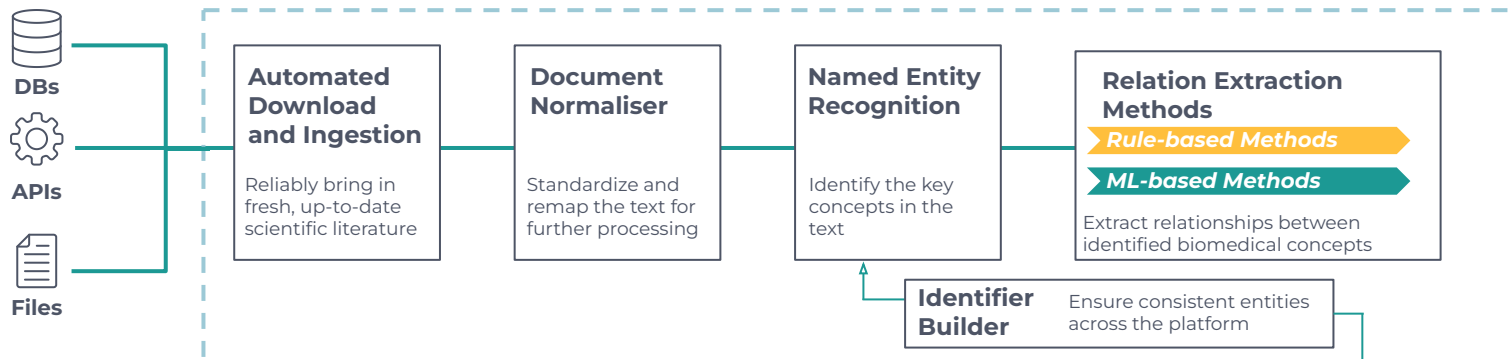 DBs
APIs
Files
Automated
Download
and Ingestion
Reliably bring in
fresh, up-to-date
scientific literature
Document
Normaliser
Standardize and
remap the text for
further processing
Named Entity
Recognition
Identify the key
concepts in the
text
Relation Extraction
Methods
Rule-based Methods
ML-based Methods
Extract relationships between
identified biomedical concepts
Identifier
Builder
Ensure consistent entities
across the platform